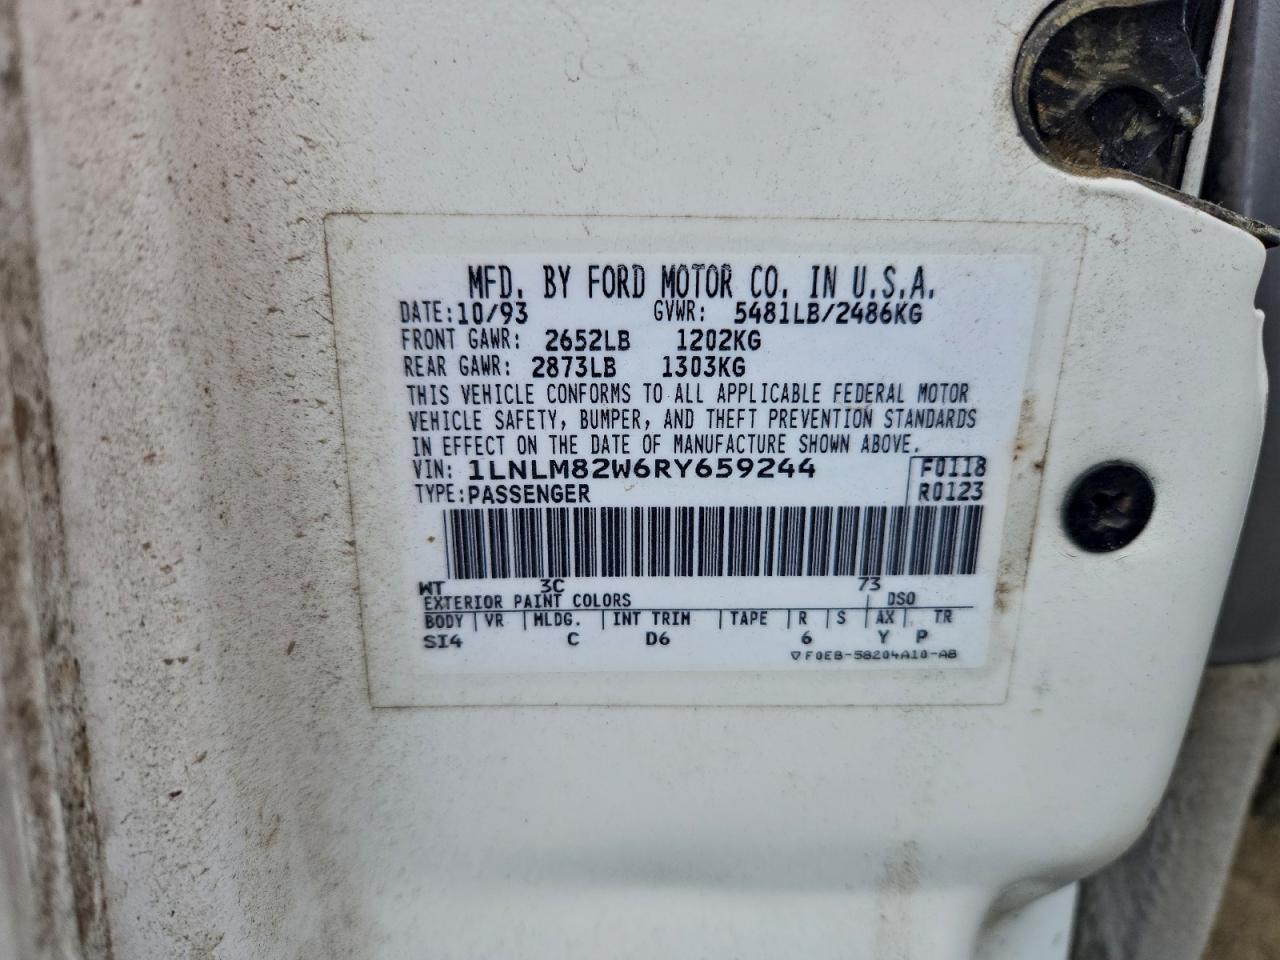 MFD. BY FORD MOTOR CO. IN U.S.A.
DATE: 10/93 GVWR: 5481LB/2486KG
FRONT GAWR: 2652LB 1202KG
REAR GAWR: 2873LB 1303KG
THIS VEHICLE CONFORMS TO ALL APPLICABLE FEDERAL MOTOR
VEHICLE SAFETY, BUMPER, AND THEFT PREVENTION STANDARDS
IN EFFECT ON THE DATE OF MANUFACTURE SHOWN ABOVE.
VIN: 1LNLM82W6RY659244 F0118
TYPE: PASSENGER R0123
WT 3C 73
EXTERIOR PAINT COLORS DSO
BODY VR MLDG. INT TRIM TAPE R S AX TR
SI4 C D6 6 Y P
F0EB-58204A10-AB